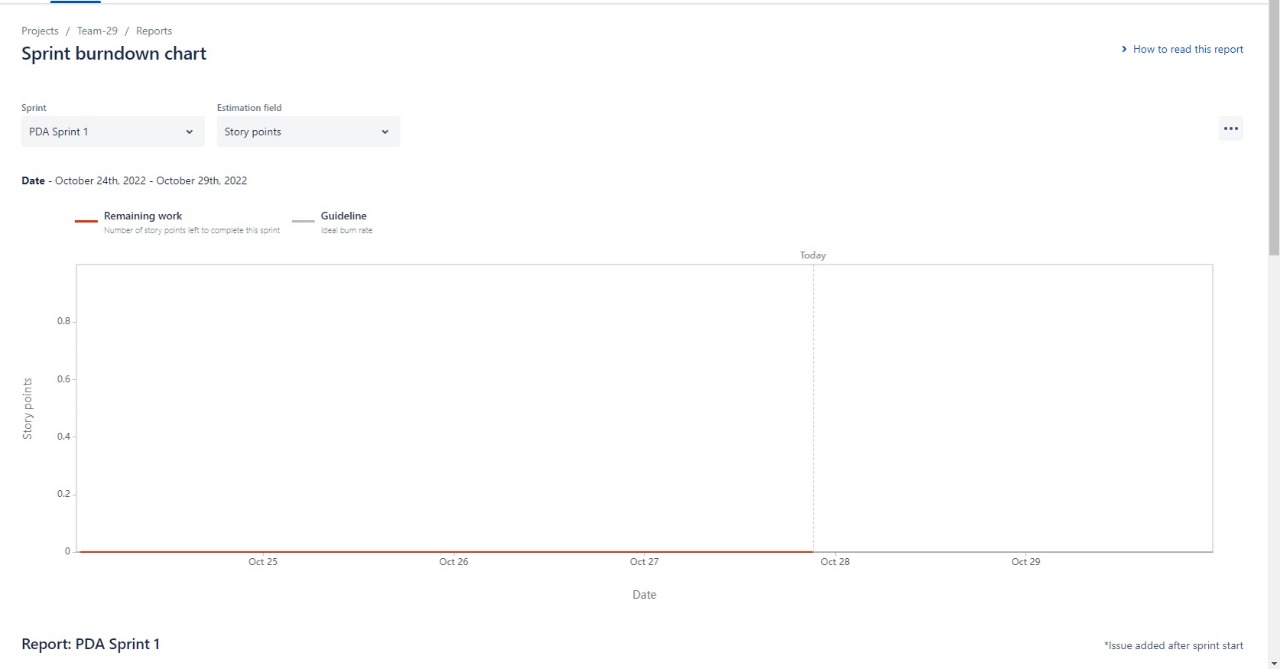 Projects / Team-29 / Reports
Sprint burndown chart
How to read this report
Sprint
Estimation field
PDA Sprint 1
Story points
Date - October 24th, 2022 - October 29th, 2022
Remaining work
Number of story points left to complete this sprint
Guideline
Ideal burn rate
Today
0.8
0.6
0.4
0.2
0
Story points
Oct 25
Oct 26
Oct 27
Oct 28
Oct 29
Date
Report: PDA Sprint 1
*Issue added after sprint start